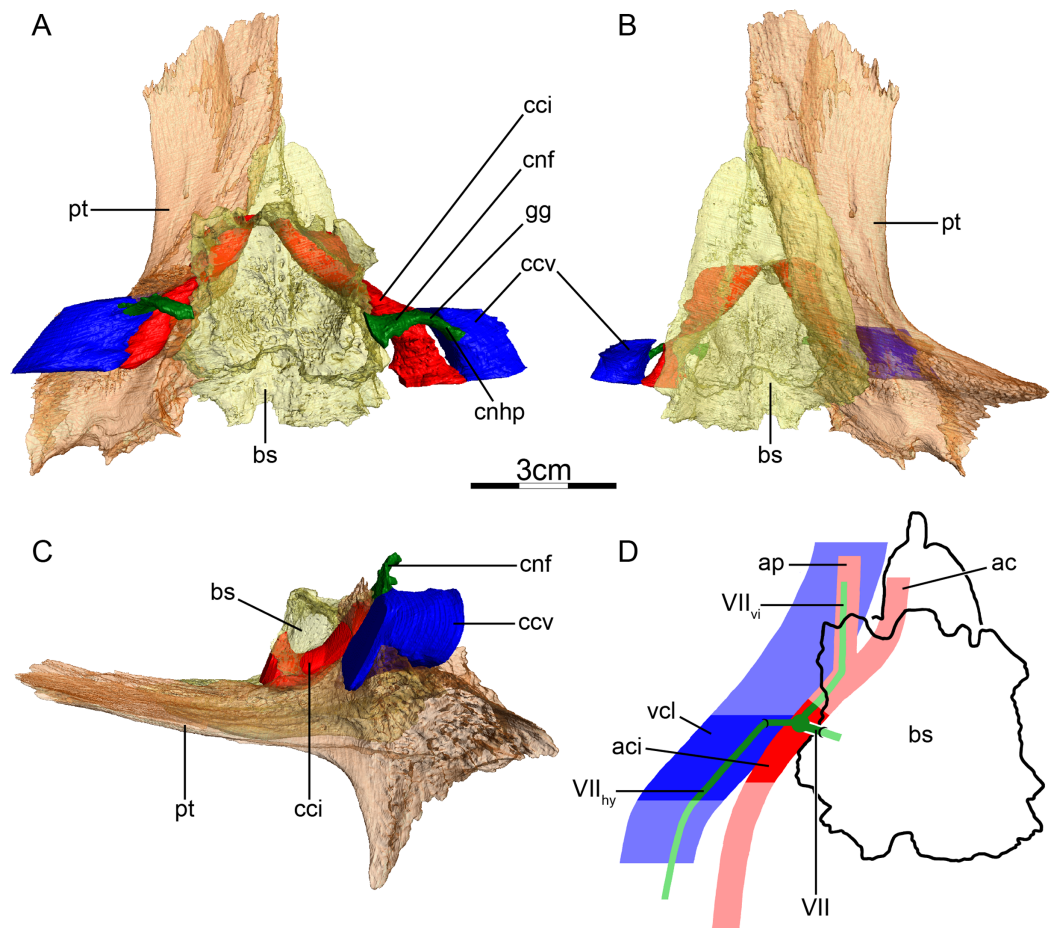 A
B
cci
cnf
gg
ccv
cnhp
pt
bs
pt
bs
3cm
C
bs
cnf
ccv
pt
cci
D
ap
ac
VIIvi
vcl
aci
VIIhy
bs
VII